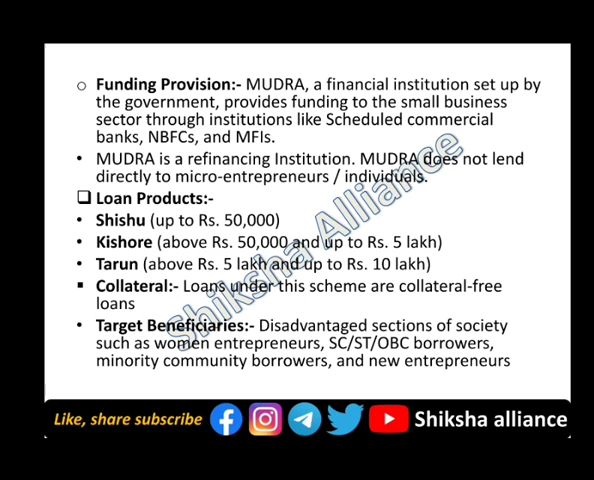 Funding Provision:- MUDRA, a financial institution set up by
the government, provides funding to the small business
sector through institutions like Scheduled commercial
banks, NBFCs, and MFIs.
MUDRA is a refinancing Institution. MUDRA does not lend
directly to micro-entrepreneurs / individuals.
Loan Products:-
Shishu (up to Rs. 50,000)
Kishore (above Rs. 50,000 and up to Rs. 5 lakh)
Tarun (above Rs. 5 lakh and up to Rs. 10 lakh)
Collateral:- Loans under this scheme are collateral-free
loans
Target Beneficiaries:- Disadvantaged sections of society
such as women entrepreneurs, SC/ST/OBC borrowers,
minority community borrowers, and new entrepreneurs
Shiksha Alliance
Like, share subscribe Shiksha alliance